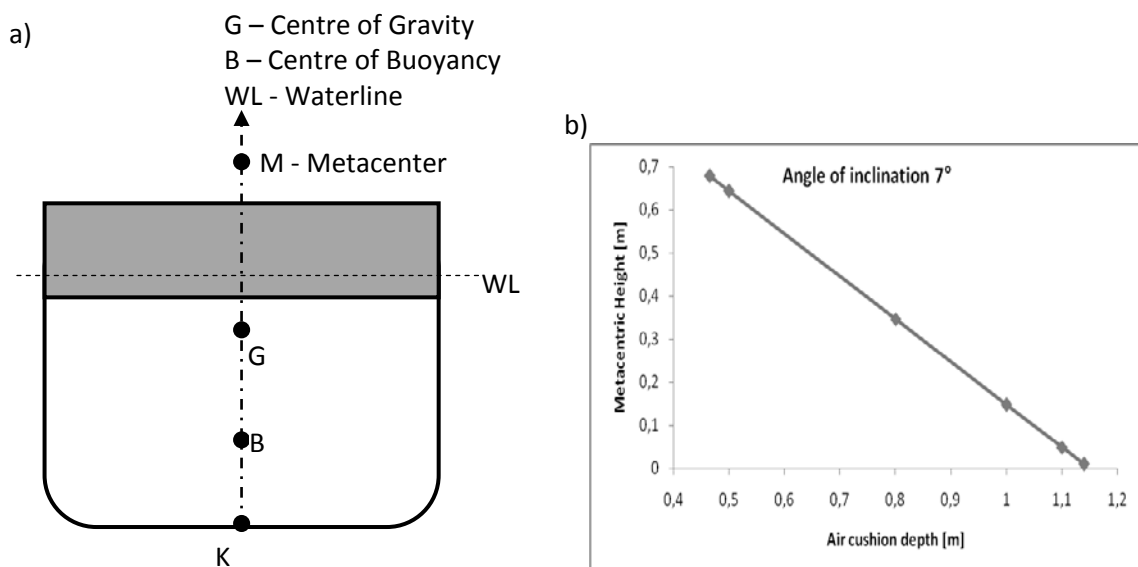 a)
G – Centre of Gravity
B – Centre of Buoyancy
WL - Waterline
M - Metacenter
WL
G
B
K
b)
Angle of inclination 7°
Metacentric Height [m]
0,7
0,6
0,5
0,4
0,3
0,2
0,1
0
0,4 0,5 0,6 0,7 0,8 0,9 1 1,1 1,2
Air cushion depth [m]